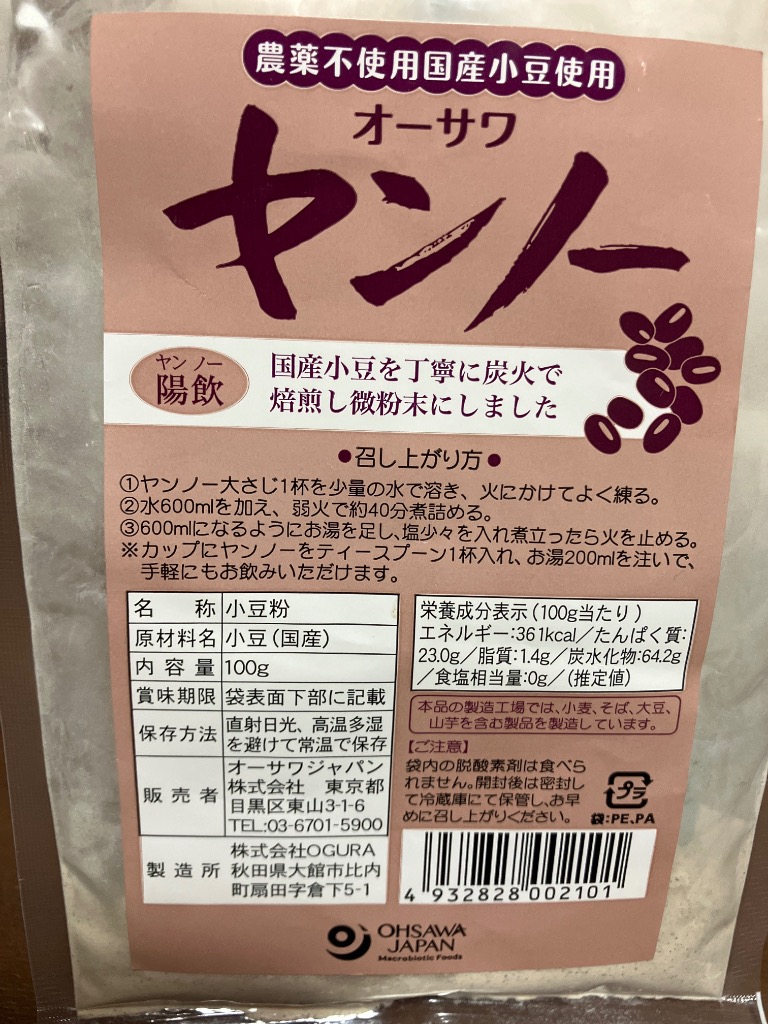 農薬不使用国産小豆使用
オーサワ
ヤンノー
ヤン ノー
陽飲
国産小豆を丁寧に炭火で
焙煎し微粉末にしました
●召し上がり方●
①ヤンノー大さじ1杯を少量の水で溶き、火にかけてよく練る。
②水600mlを加え、弱火で約40分煮詰める。
③600mlになるようにお湯を足し、塩少々を入れ煮立ったら火を止める。
※カップにヤンノーをティースプーン1杯入れ、お湯200mlを注いで、
手軽にもお飲みいただけます。
名称 小豆粉
原材料名 小豆(国産)
内容量 100g
賞味期限 袋表面下部に記載
保存方法 直射日光、高温多湿
を避けて常温で保存
販売者 オーサワジャパン
株式会社 東京都
目黒区東山3-1-6
TEL:03-6701-5900
製造所 株式会社OGURA
秋田県大館市比内
町扇田字倉下5-1
栄養成分表示(100g当たり)
エネルギー:361kcal/たんぱく質:
23.0g/脂質:1.4g/炭水化物:64.2g
/食塩相当量:0g/(推定値)
本品の製造工場では、小麦、そば、大豆、
山芋を含む製品を製造しています。
【ご注意】
袋内の脱酸素剤は食べら
れません。開封後は密封し
て冷蔵庫にて保管し、お早
めに召し上がりください。
プラ
袋:PE、PA
4 932828 002101
OHSAWA
JAPAN
Macrobiotic Foods